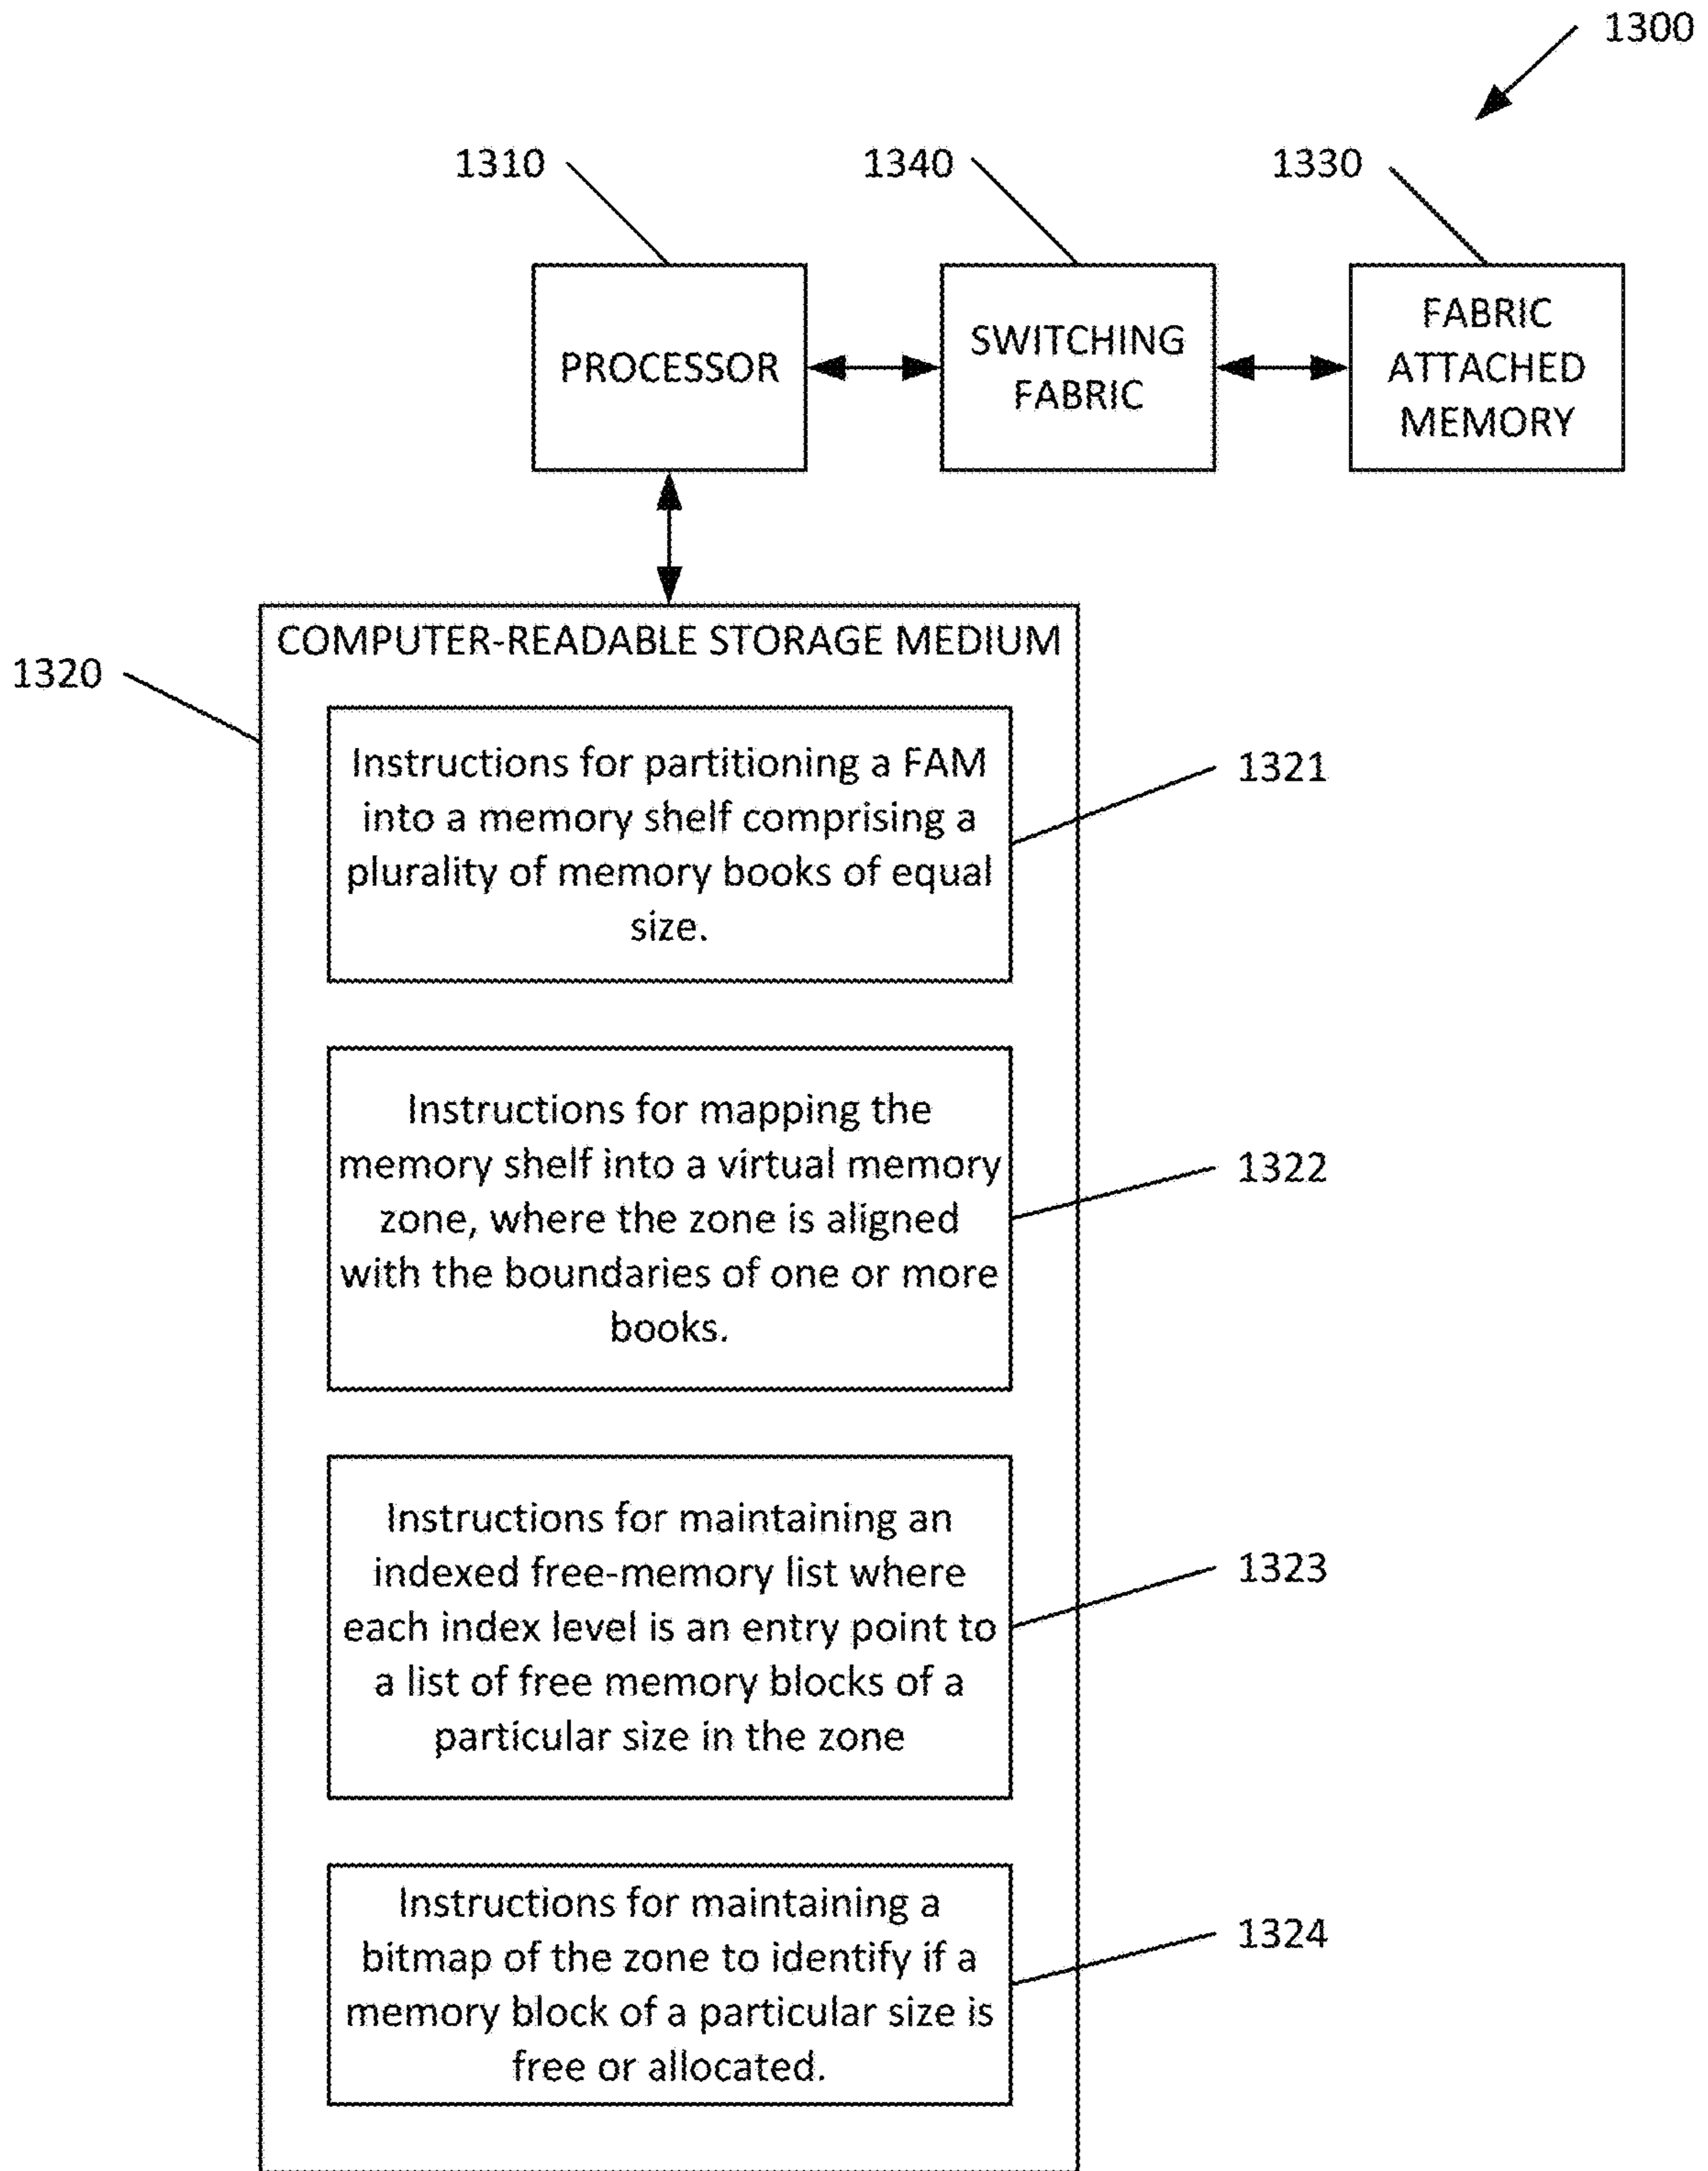 1300
1310
1340
1330
PROCESSOR
SWITCHING
FABRIC
FABRIC
ATTACHED
MEMORY
COMPUTER-READABLE STORAGE MEDIUM
1320
Instructions for partitioning a FAM
into a memory shelf comprising a
plurality of memory books of equal
size.
1321
Instructions for mapping the
memory shelf into a virtual memory
zone, where the zone is aligned
with the boundaries of one or more
books.
1322
Instructions for maintaining an
indexed free-memory list where
each index level is an entry point to
a list of free memory blocks of a
particular size in the zone
1323
Instructions for maintaining a
bitmap of the zone to identify if a
memory block of a particular size is
free or allocated.
1324